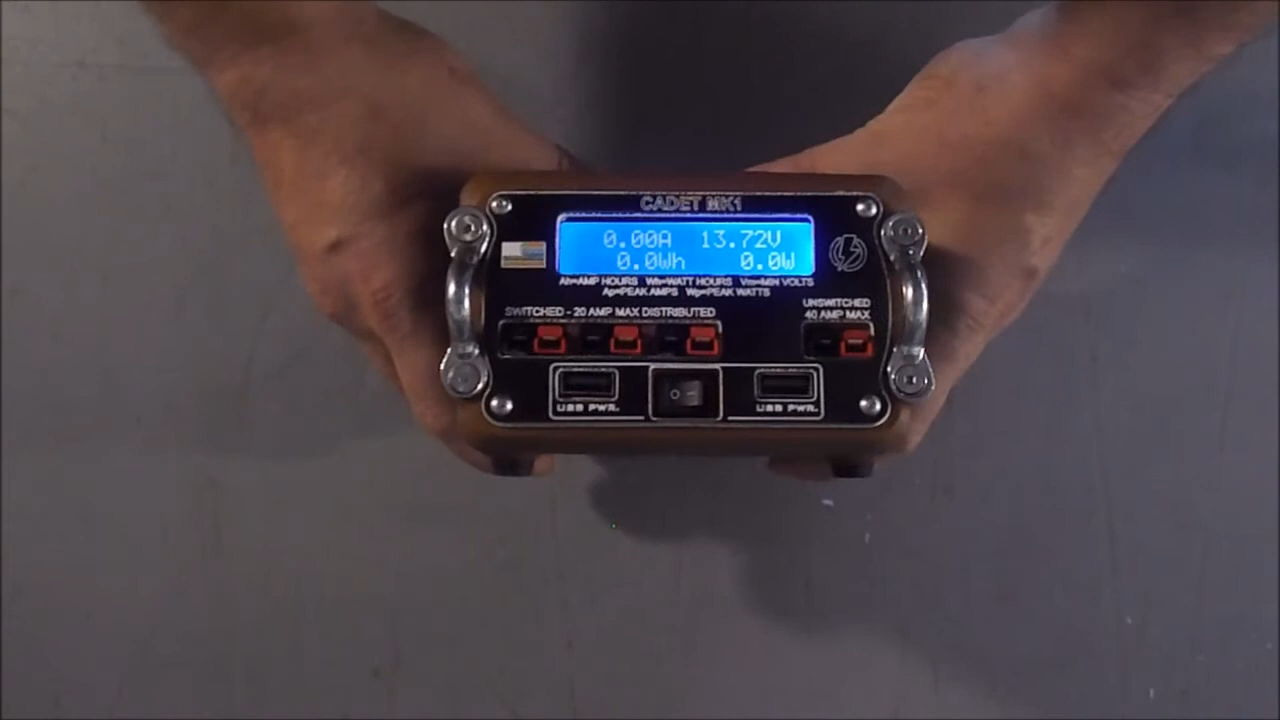 CADET MK1
0.00A 13.72V
0.0Wh 0.0W
Ah=AMP HOURS Wh=WATT HOURS Vm=MIN VOLTS
Ap=PEAK AMPS Wp=PEAK WATTS
SWITCHED - 20 AMP MAX DISTRIBUTED
UNSWITCHED
40 AMP MAX
USB PWR.
USB PWR.